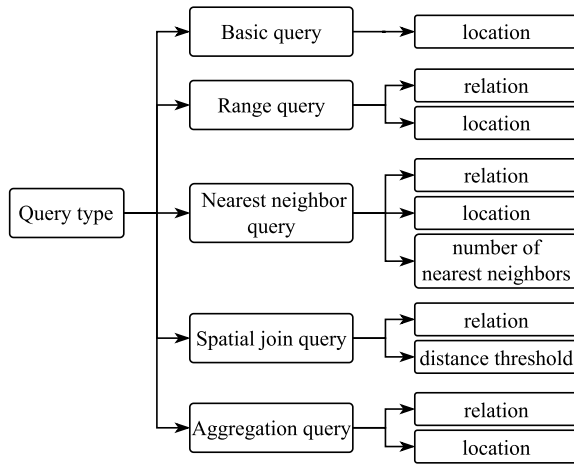 Query type
Basic query
location
Range query
relation
location
Nearest neighbor
query
relation
location
number of
nearest neighbors
Spatial join query
relation
distance threshold
Aggregation query
relation
location